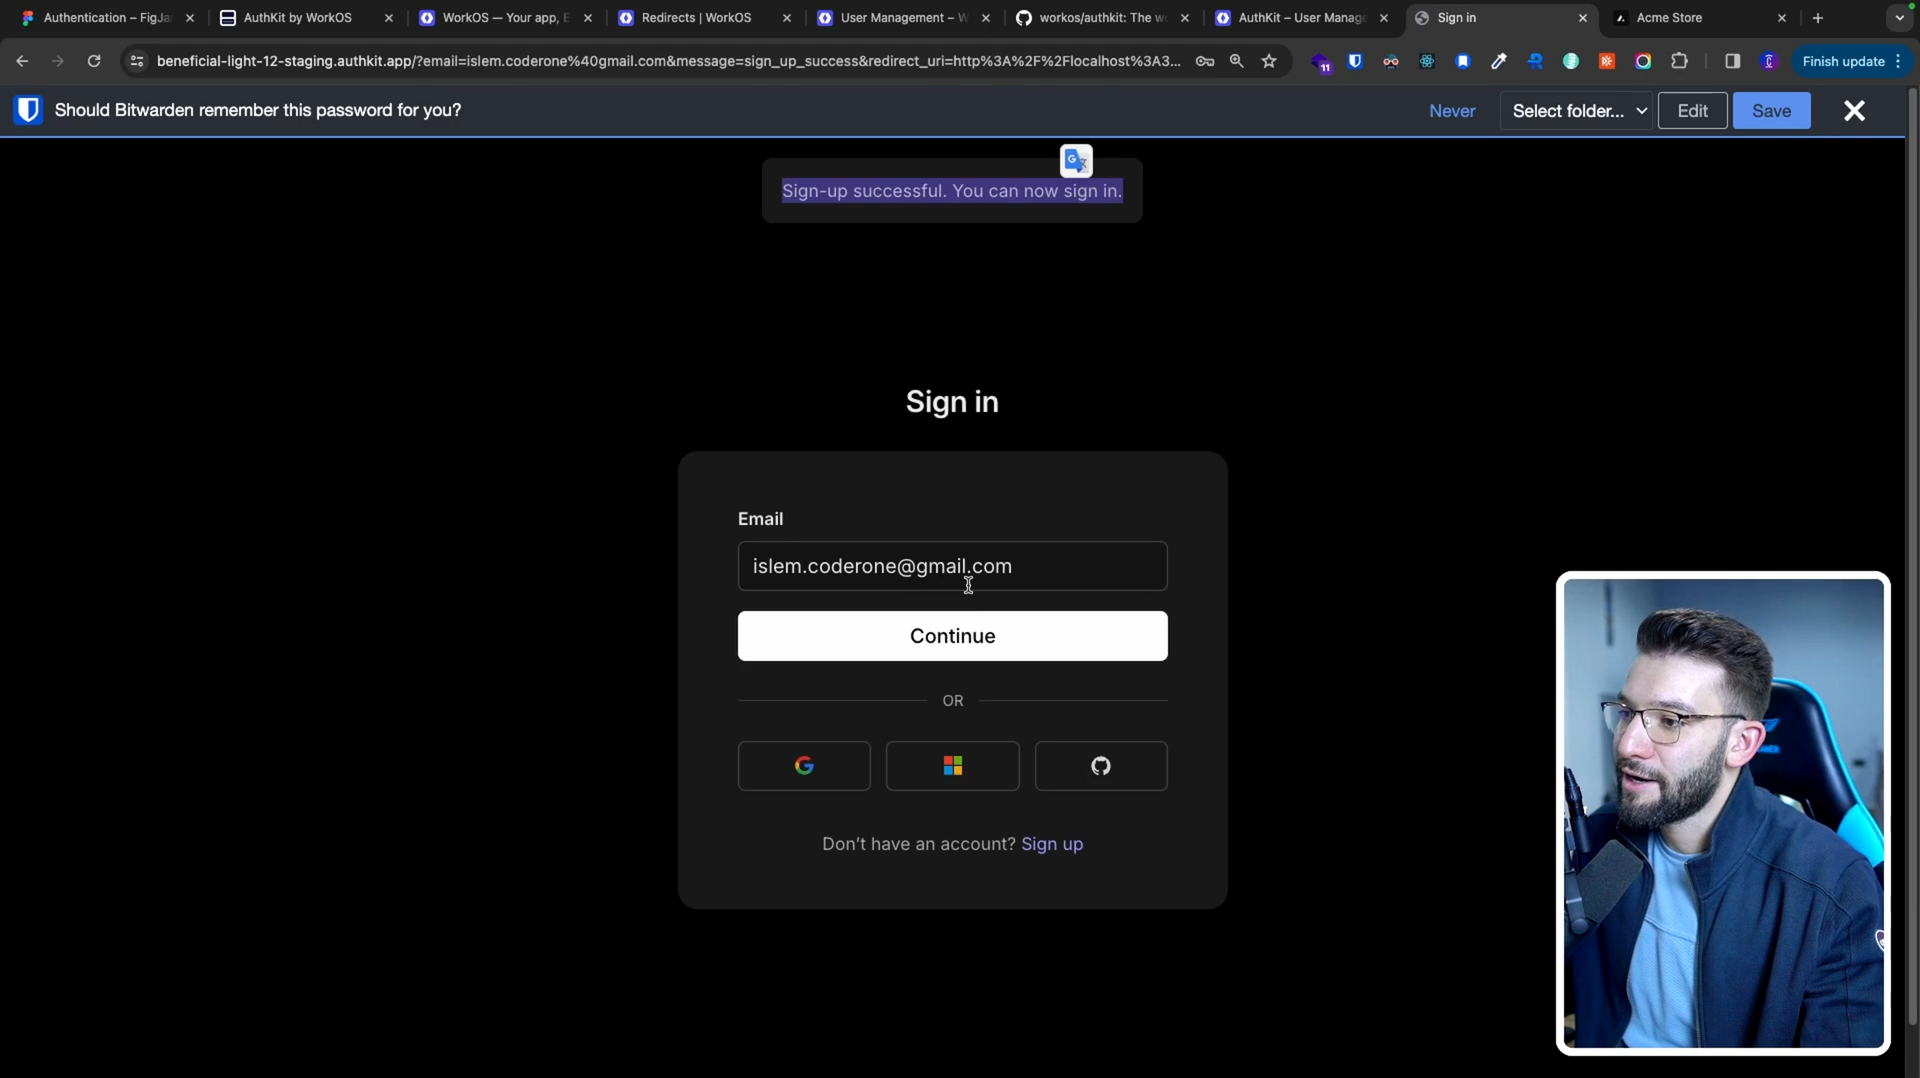 Authentication – FigJa
AuthKit by WorkOS
WorkOS — Your app, E
Redirects | WorkOS
User Management – W
workos/authkit: The wo
AuthKit – User Manage
Sign in
Acme Store
beneficial-light-12-staging.authkit.app/?email=islem.coderone%40gmail.com&message=sign_up_success&redirect_uri=http%3A%2F%2Flocalhost%3A3...
11
Finish update
Should Bitwarden remember this password for you?
Never
Select folder...
Edit
Save
Sign-up successful. You can now sign in.
Sign in
Email
islem.coderone@gmail.com
Continue
OR
Don't have an account? Sign up